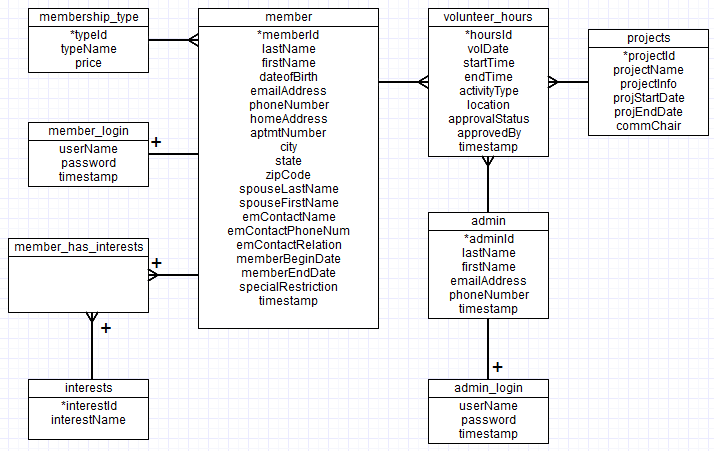 membership_type
*typeId
typeName
price
member
*memberId
lastName
firstName
dateofBirth
emailAddress
phoneNumber
homeAddress
aptmtNumber
city
state
zipCode
spouseLastName
spouseFirstName
emContactName
emContactPhoneNum
emContactRelation
memberBeginDate
memberEndDate
specialRestriction
timestamp
volunteer_hours
*hoursId
volDate
startTime
endTime
activityType
location
approvalStatus
approvedBy
timestamp
projects
*projectId
projectName
projectInfo
projStartDate
projEndDate
commChair
member_login
userName
password
timestamp
+
member_has_interests
+
+
interests
*interestId
interestName
admin
*adminId
lastName
firstName
emailAddress
phoneNumber
timestamp
+
admin_login
userName
password
timestamp